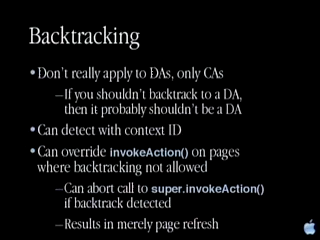 Backtracking
•Don't really apply to DAs, only CAs
–If you shouldn't backtrack to a DA,
then it probably shouldn't be a DA
•Can detect with context ID
•Can override invokeAction() on pages
where backtracking not allowed
–Can abort call to super.invokeAction()
if backtrack detected
–Results in merely page refresh